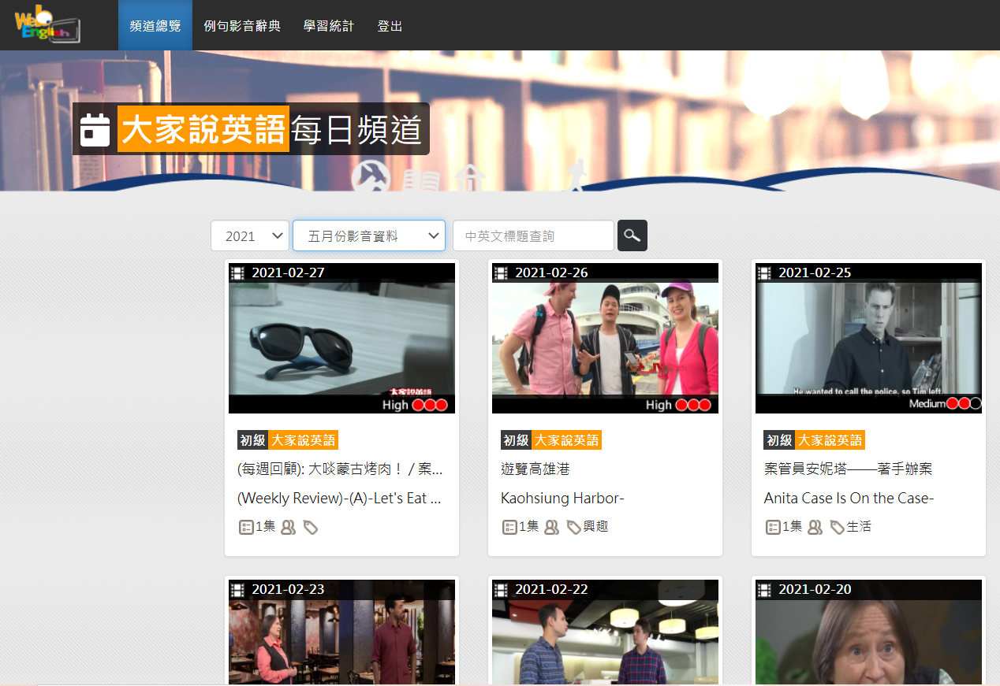 Web English
頻道總覽 例句影音辭典 學習統計 登出
大家說英語每日頻道
2021 五月份影音資料 中英文標題查詢
2021-02-27
大家說英語
High
初級 大家說英語
(每週回顧): 大啖蒙古烤肉！ / 案...
(Weekly Review)-(A)-Let's Eat ...
1集
2021-02-26
High
初級 大家說英語
遊覽高雄港
Kaohsiung Harbor-
1集 興趣
2021-02-25
He wanted to call the police, so Tim left.
Medium
初級 大家說英語
案管員安妮塔——著手辦案
Anita Case Is On the Case-
1集 生活
2021-02-23
2021-02-22
2021-02-20